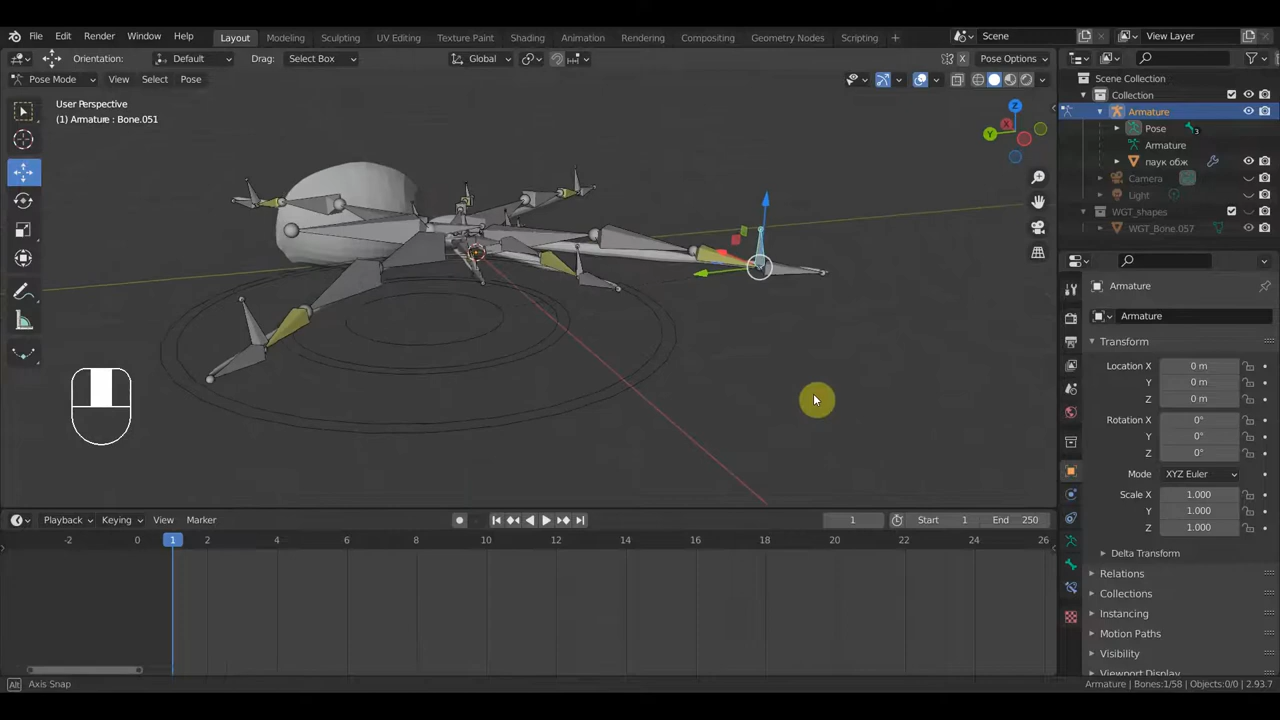 File Edit Render Window Help Layout Modeling Sculpting UV Editing Texture Paint Shading Animation Rendering Compositing Geometry Nodes Scripting + Scene View Layer
Orientation: Default Drag: Select Box Global X Pose Options
Pose Mode View Select Pose
User Perspective
(1) Armature : Bone.051
Z
Y
X
Scene Collection
Collection
Armature
Pose 3
Armature
паук обж
Camera
Light
WGT_shapes
WGT_Bone.057
Armature
Armature
Transform
Location X 0 m
Y 0 m
Z 0 m
Rotation X 0°
Y 0°
Z 0°
Mode XYZ Euler
Scale X 1.000
Y 1.000
Z 1.000
Delta Transform
Relations
Collections
Instancing
Motion Paths
Visibility
Viewport Display
Playback Keying View Marker 1 Start 1 End 250
-2 0 1 2 4 6 8 10 12 14 16 18 20 22 24 26
Alt Axis Snap Armature | Bones:1/58 | Objects:0/0 | 2.93.7